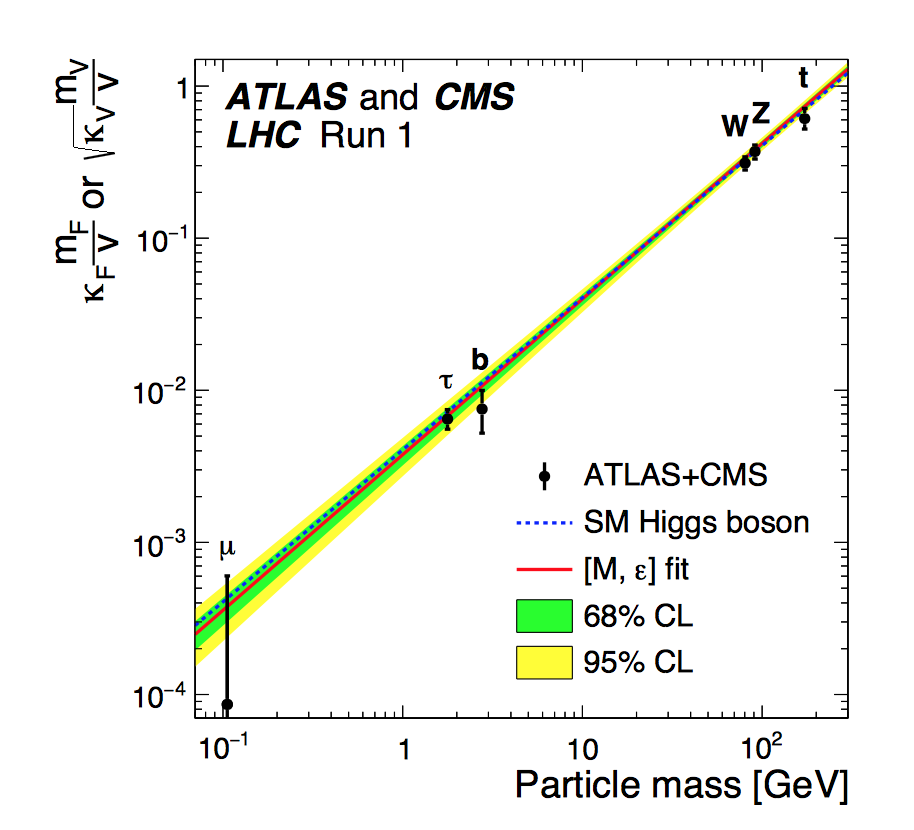 κF mF/v or √κV mV/v
ATLAS and CMS
LHC Run 1
1
10⁻¹
10⁻²
10⁻³
10⁻⁴
μ
τ
b
W
Z
t
ATLAS+CMS
SM Higgs boson
[M, ε] fit
68% CL
95% CL
10⁻¹
1
10
10²
Particle mass [GeV]